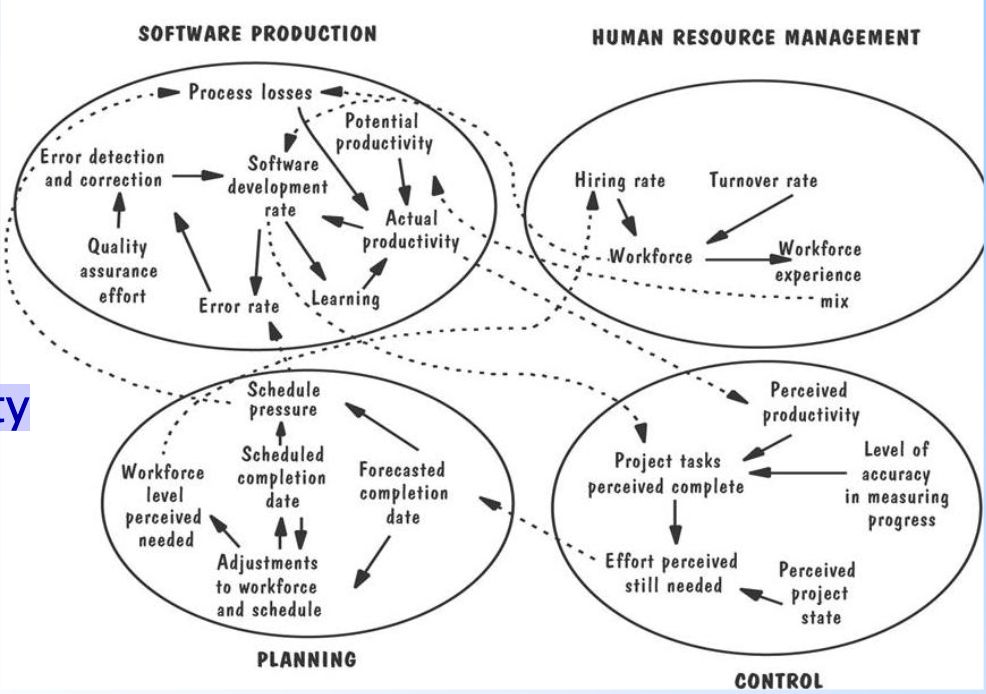 SOFTWARE PRODUCTION
HUMAN RESOURCE MANAGEMENT
Process losses
Potential
productivity
Error detection
and correction
Software
development
rate
Actual
productivity
Quality
assurance
effort
Error rate
Learning
Hiring rate
Turnover rate
Workforce
Workforce
experience
mix
ty
Schedule
pressure
Scheduled
completion
date
Workforce
level
perceived
needed
Forecasted
completion
date
Adjustments
to workforce
and schedule
PLANNING
Perceived
productivity
Project tasks
perceived complete
Level of
accuracy
in measuring
progress
Effort perceived
still needed
Perceived
project
state
CONTROL